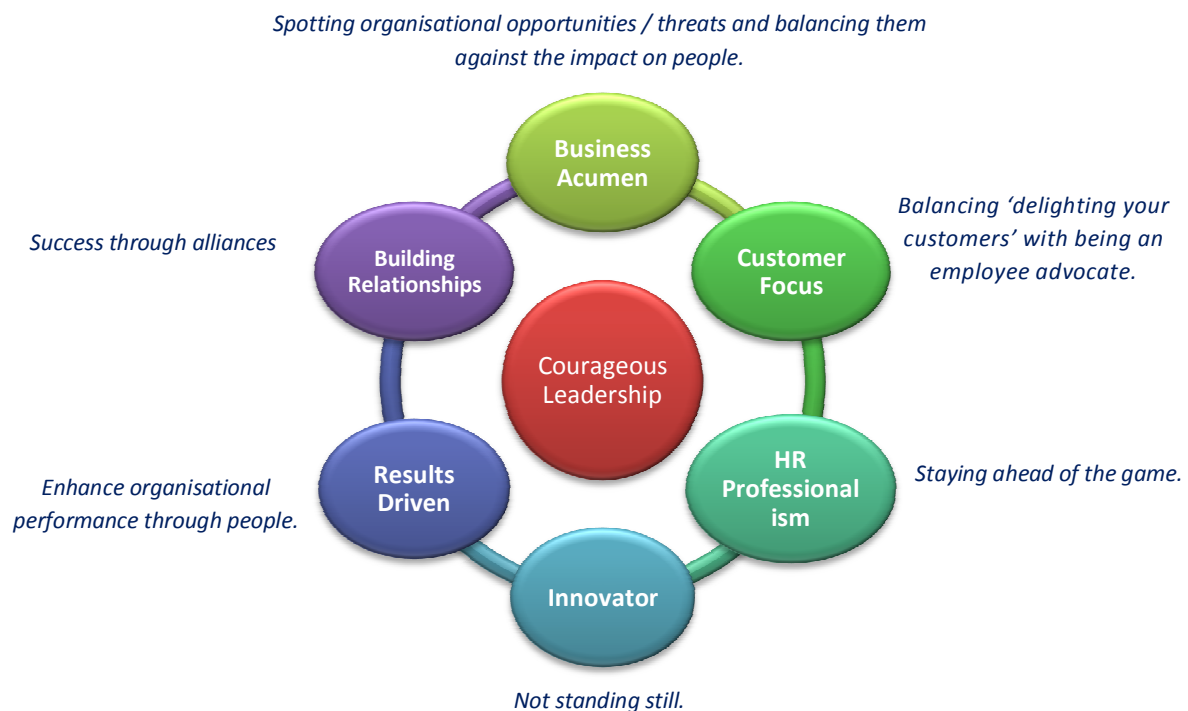 Spotting organisational opportunities / threats and balancing them
against the impact on people.
Business
Acumen
Balancing ‘delighting your
customers’ with being an
employee advocate.
Customer
Focus
Success through alliances
Building
Relationships
Courageous
Leadership
HR
Professional
ism
Staying ahead of the game.
Results
Driven
Enhance organisational
performance through people.
Innovator
Not standing still.